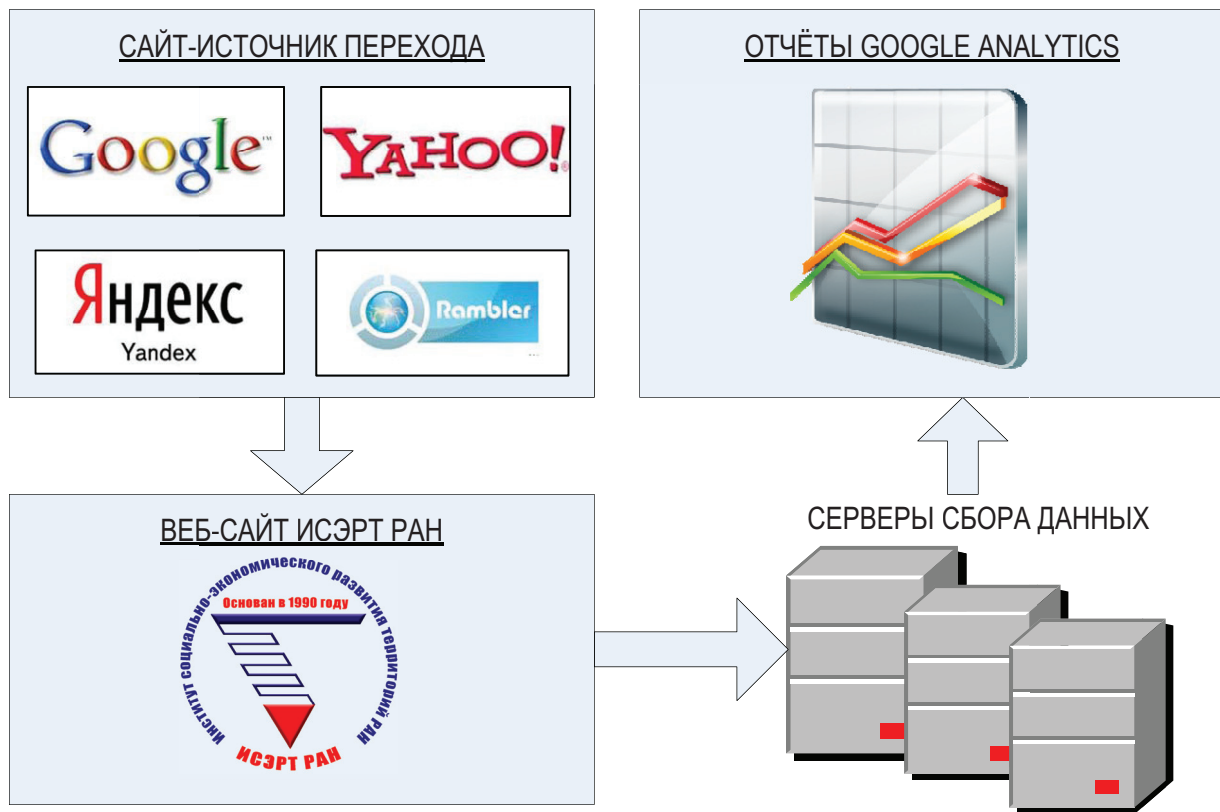 САЙТ-ИСТОЧНИК ПЕРЕХОДА
Google™
YAHOO!®
Яндекс
Yandex
Rambler
...
ВЕБ-САЙТ ИСЭРТ РАН
Институт социально-экономического развития территорий РАН
Основан в 1990 году
ИСЭРТ РАН
СЕРВЕРЫ СБОРА ДАННЫХ
ОТЧЁТЫ GOOGLE ANALYTICS